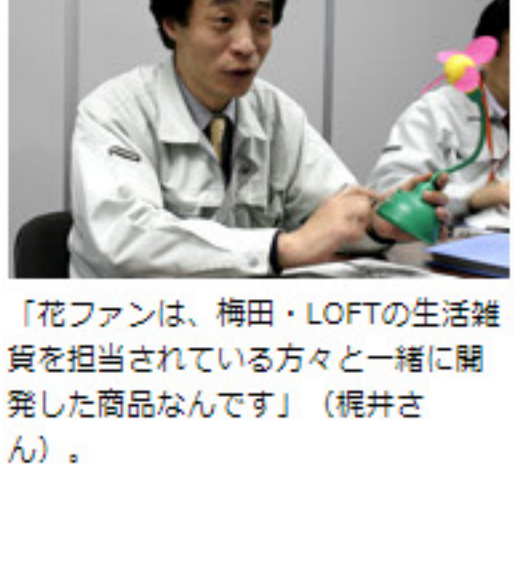 「花ファンは、梅田・LOFTの生活雑
貨を担当されている方々と一緒に開
発した商品なんです」（梶井さ
ん）。